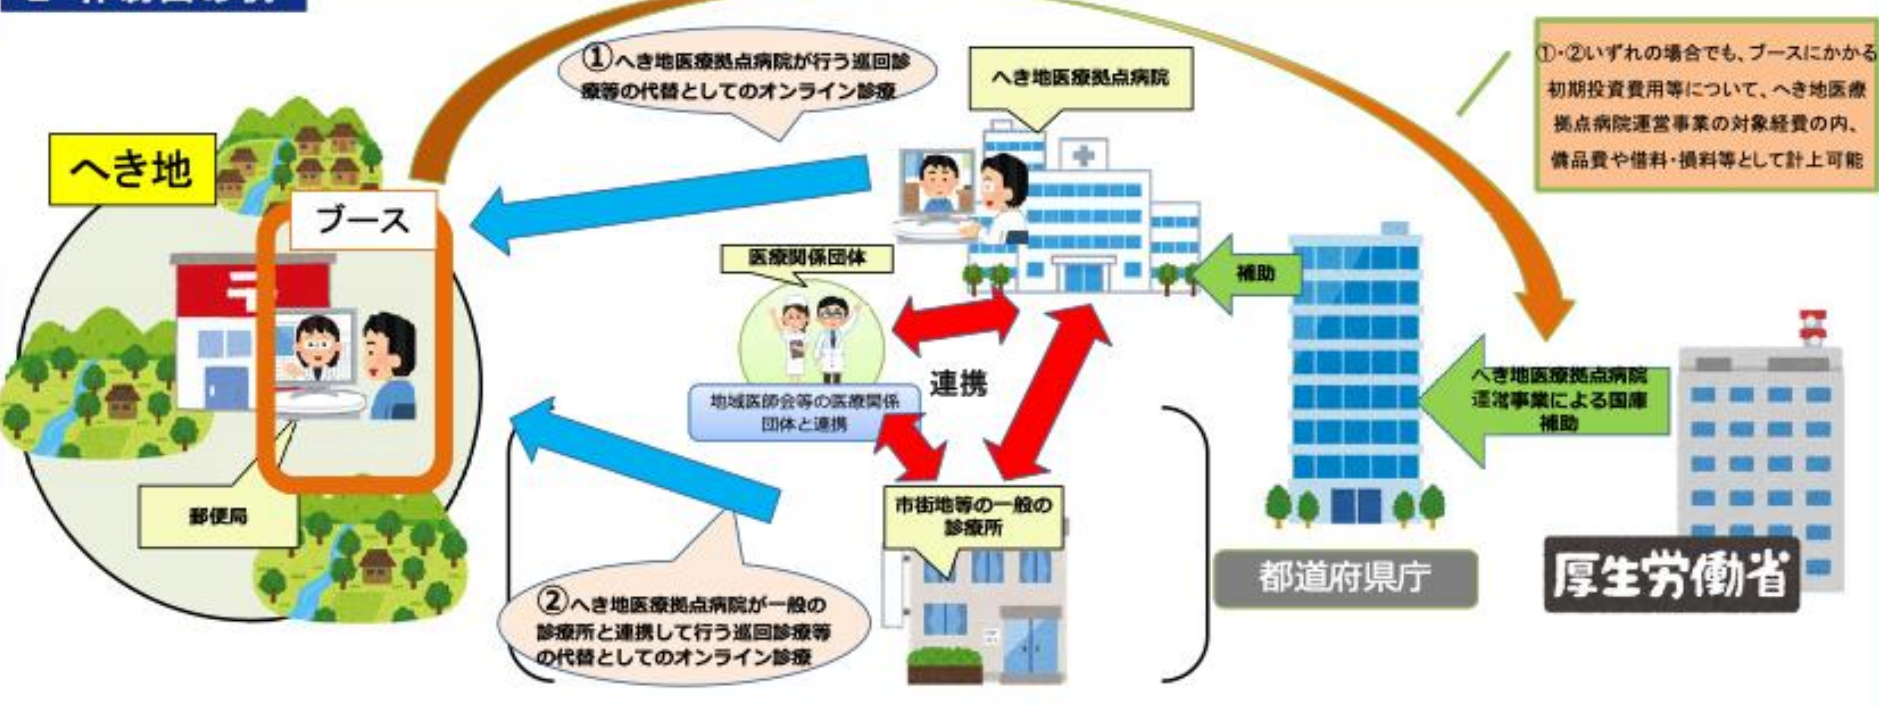 ①へき地医療拠点病院が行う巡回診
療等の代替としてのオンライン診療
へき地医療拠点病院
①・②いずれの場合でも、ブースにかかる
初期投資費用等について、へき地医療
拠点病院運営事業の対象経費の内、
備品費や借料・損料等として計上可能
へき地
ブース
医療関係団体
補助
連携
地域医師会等の医療関係
団体と連携
へき地医療拠点病院
運営事業による国庫
補助
郵便局
市街地等の一般の
診療所
都道府県庁
厚生労働省
②へき地医療拠点病院が一般の
診療所と連携して行う巡回診療等
の代替としてのオンライン診療